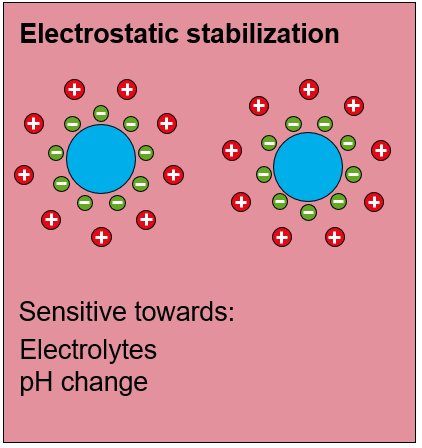 Electrostatic stabilization
Sensitive towards:
Electrolytes
pH change